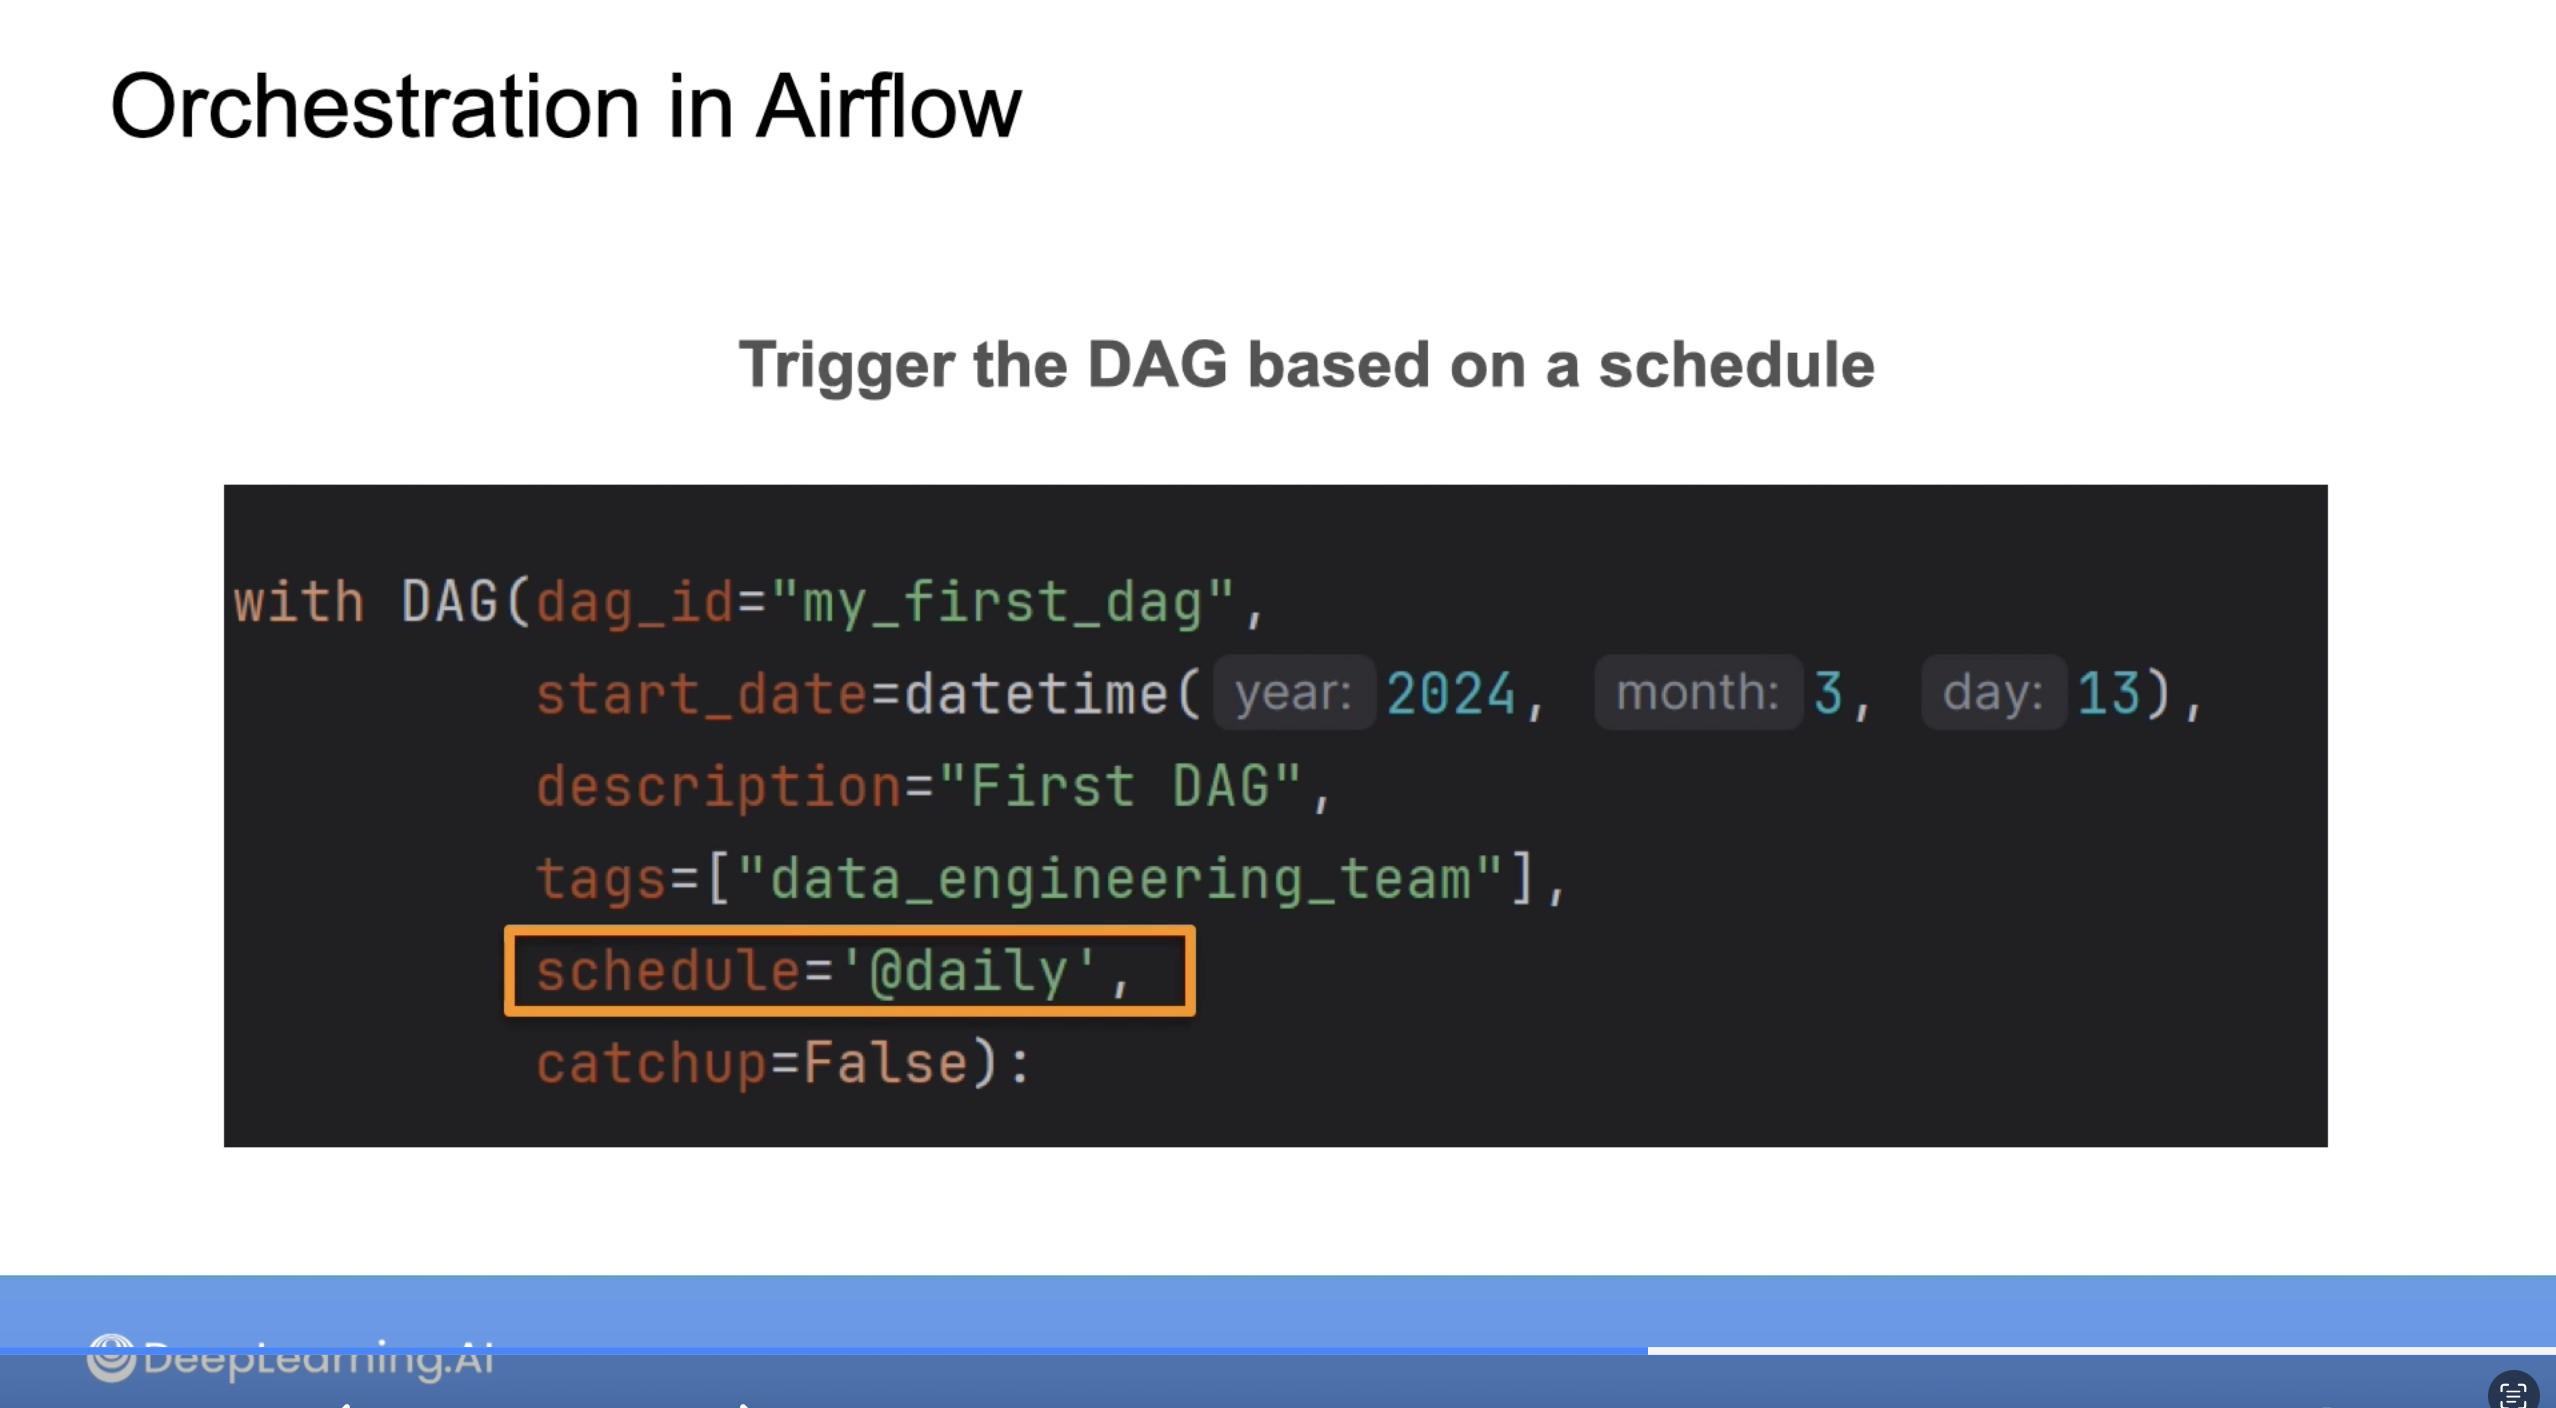 Orchestration in Airflow
Trigger the DAG based on a schedule
with DAG(dag_id="my_first_dag",
start_date=datetime( year: 2024, month: 3, day: 13),
description="First DAG",
tags=["data_engineering_team"],
schedule='@daily',
catchup=False):
DeepLearning.AI